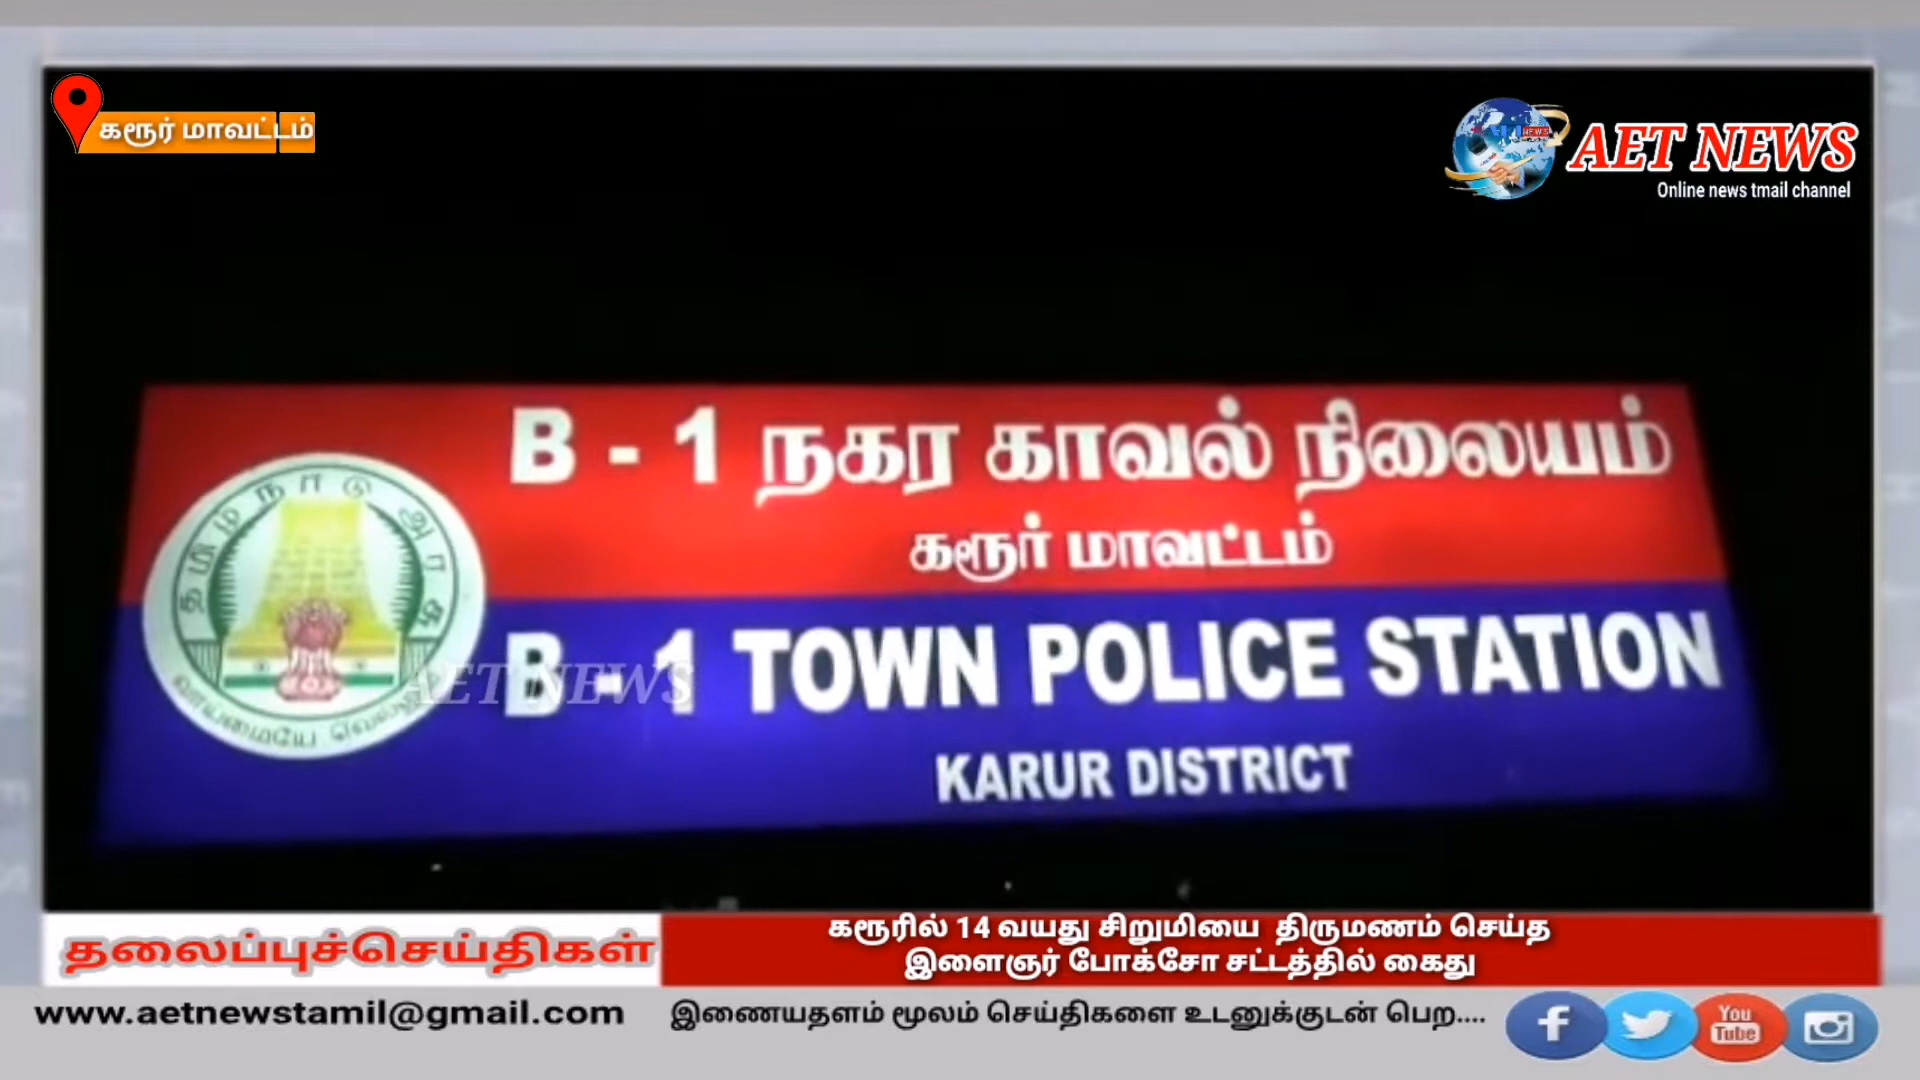 கரூர் மாவட்டம்
AET NEWS
Online news tmail channel
B - 1 நகர காவல் நிலையம்
கரூர் மாவட்டம்
தமிழ்நாடு அரசு
வாய்மையே வெல்லும்
B - 1 TOWN POLICE STATION
AET NEWS
KARUR DISTRICT
தலைப்புச்செய்திகள்
கரூரில் 14 வயது சிறுமியை திருமணம் செய்த
இளைஞர் போக்சோ சட்டத்தில் கைது
www.aetnewstamil@gmail.com
இணையதளம் மூலம் செய்திகளை உடனுக்குடன் பெற....
You
Tube